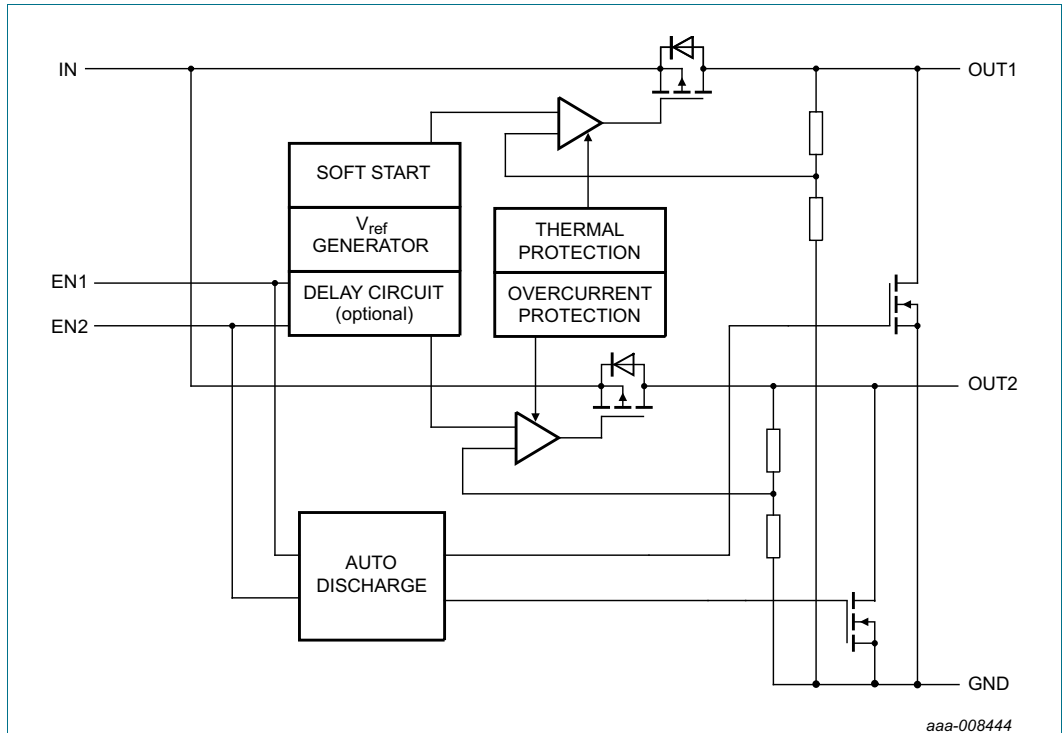 IN
OUT1
SOFT START
V_ref
GENERATOR
THERMAL
PROTECTION
EN1
DELAY CIRCUIT
(optional)
OVERCURRENT
PROTECTION
EN2
OUT2
AUTO
DISCHARGE
GND
aaa-008444